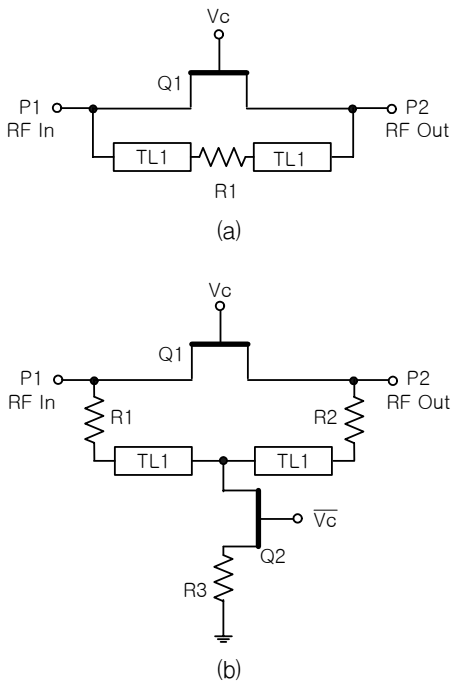 Vc
Q1
P1
RF In
P2
RF Out
TL1
TL1
R1
(a)
Vc
Q1
P1
RF In
P2
RF Out
R1
R2
TL1
TL1
Vc
Q2
R3
(b)